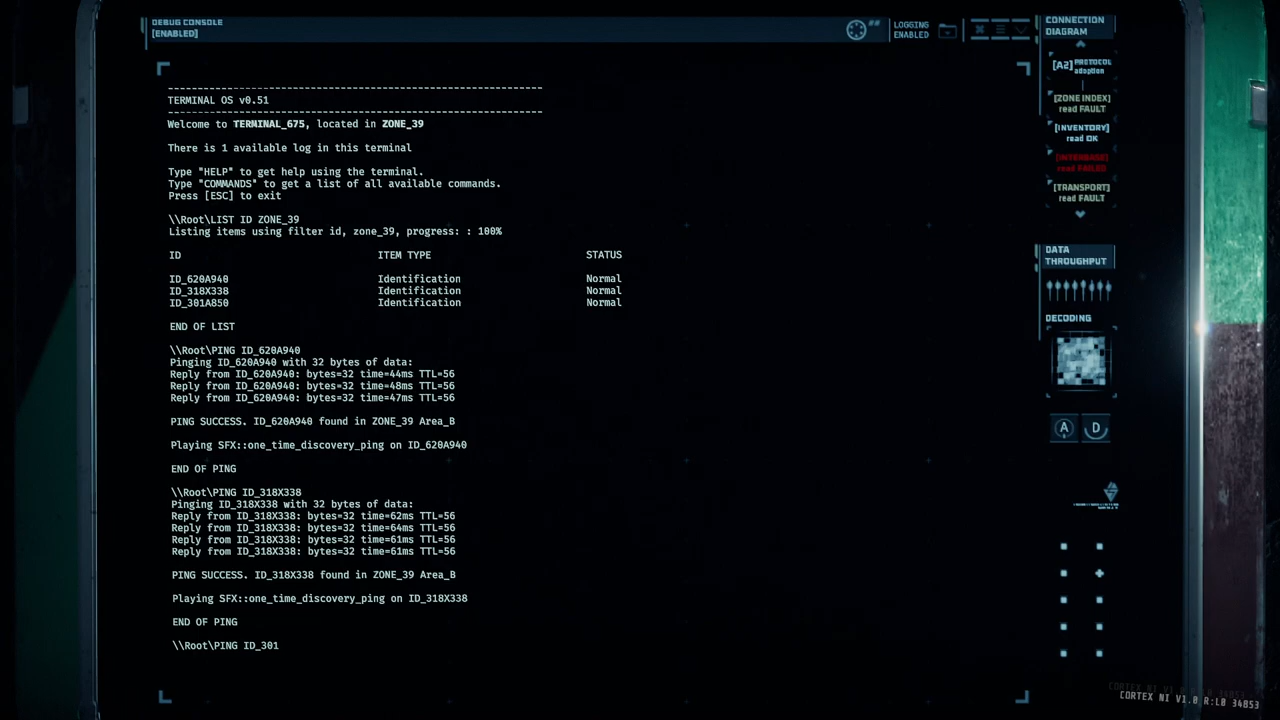 DEBUG CONSOLE
[ENABLED]
##
LOGGING
ENABLED
--------------------------------------------------------
TERMINAL OS v0.51
--------------------------------------------------------
Welcome to TERMINAL_675, located in ZONE_39
There is 1 available log in this terminal
Type "HELP" to get help using the terminal.
Type "COMMANDS" to get a list of all available commands.
Press [ESC] to exit
\\Root\LIST ID ZONE_39
Listing items using filter id, zone_39, progress: : 100%
ID ITEM TYPE STATUS
ID_620A940 Identification Normal
ID_318X338 Identification Normal
ID_301A850 Identification Normal
END OF LIST
\\Root\PING ID_620A940
Pinging ID_620A940 with 32 bytes of data:
Reply from ID_620A940: bytes=32 time=44ms TTL=56
Reply from ID_620A940: bytes=32 time=48ms TTL=56
Reply from ID_620A940: bytes=32 time=47ms TTL=56
PING SUCCESS. ID_620A940 found in ZONE_39 Area_B
Playing SFX::one_time_discovery_ping on ID_620A940
END OF PING
\\Root\PING ID_318X338
Pinging ID_318X338 with 32 bytes of data:
Reply from ID_318X338: bytes=32 time=62ms TTL=56
Reply from ID_318X338: bytes=32 time=64ms TTL=56
Reply from ID_318X338: bytes=32 time=61ms TTL=56
Reply from ID_318X338: bytes=32 time=61ms TTL=56
PING SUCCESS. ID_318X338 found in ZONE_39 Area_B
Playing SFX::one_time_discovery_ping on ID_318X338
END OF PING
\\Root\PING ID_301
CONNECTION
DIAGRAM
[A2] PROTOCOL
adaption
[ZONE INDEX]
read FAULT
[INVENTORY]
read OK
[INTERBASE]
read FAILED
[TRANSPORT]
read FAULT
DATA
THROUGHPUT
DECODING
A D
CORTEX NI V1.0 R:L0 34853